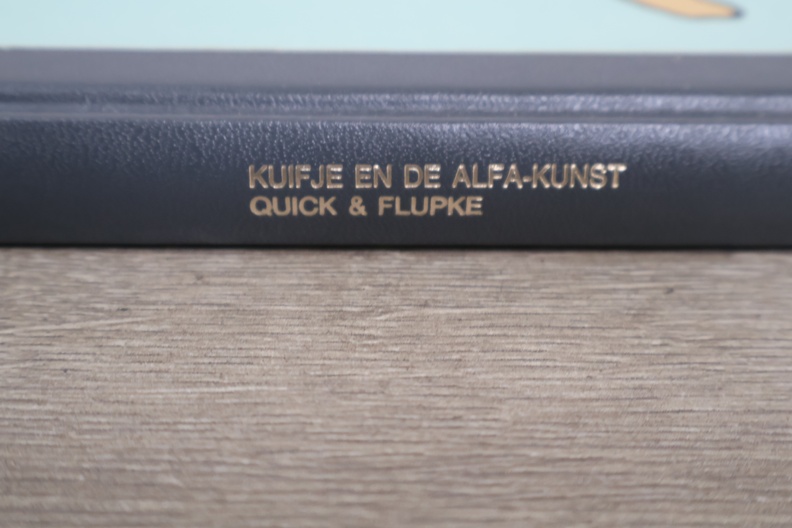 KUIFJE EN DE ALFA-KUNST
QUICK & FLUPKE